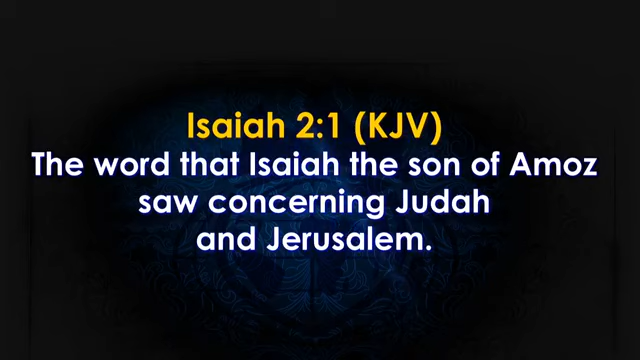 Isaiah 2:1 (KJV)
The word that Isaiah the son of Amoz
saw concerning Judah
and Jerusalem.